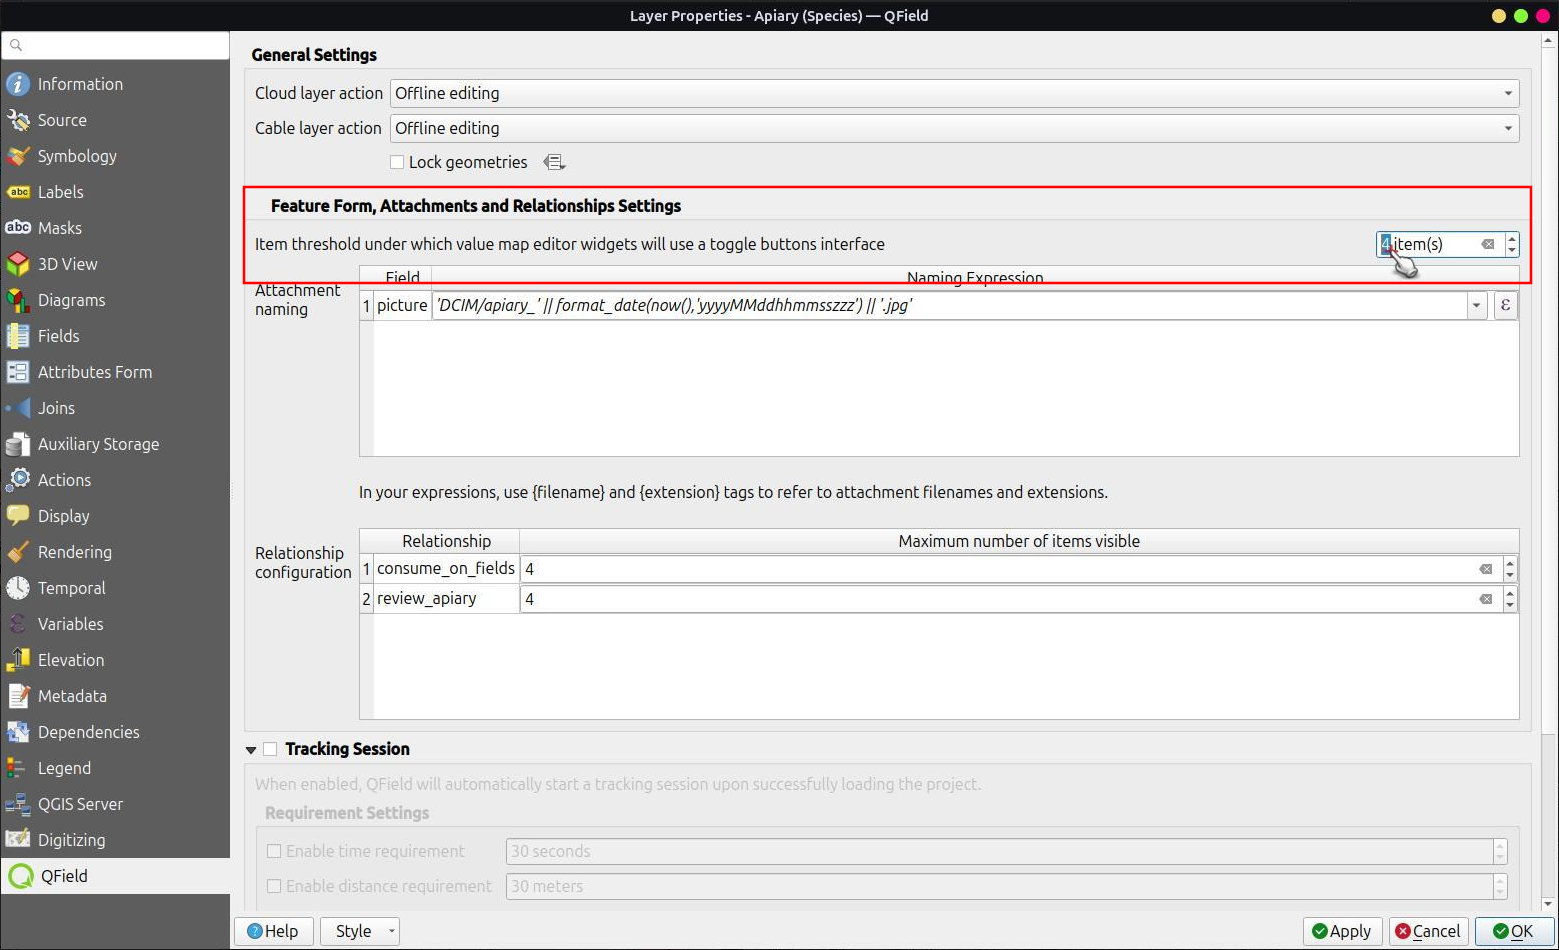 Layer Properties - Apiary (Species) — QField
Information
Source
Symbology
abc Labels
abc Masks
3D View
Diagrams
Fields
Attributes Form
Joins
Auxiliary Storage
Actions
Display
Rendering
Temporal
ε Variables
Elevation
Metadata
Dependencies
Legend
QGIS Server
Digitizing
QField
General Settings
Cloud layer action Offline editing
Cable layer action Offline editing
Lock geometries
Feature Form, Attachments and Relationships Settings
Item threshold under which value map editor widgets will use a toggle buttons interface 4 item(s)
Attachment naming
Field Naming Expression
1 picture 'DCIM/apiary_' || format_date(now(),'yyyyMMddhhmmsszzz') || '.jpg' ε
In your expressions, use {filename} and {extension} tags to refer to attachment filenames and extensions.
Relationship configuration
Relationship Maximum number of items visible
1 consume_on_fields 4
2 review_apiary 4
Tracking Session
When enabled, QField will automatically start a tracking session upon successfully loading the project.
Requirement Settings
Enable time requirement 30 seconds
Enable distance requirement 30 meters
Help Style Apply Cancel OK